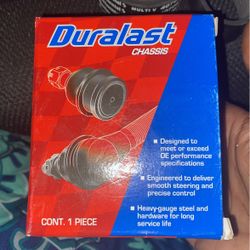 Duralast
CHASSIS
• Designed to
meet or exceed
OE performance
specifications
• Engineered to deliver
smooth steering and
precise control
• Heavy-gauge steel and
hardware for long
service life
CONT. 1 PIECE